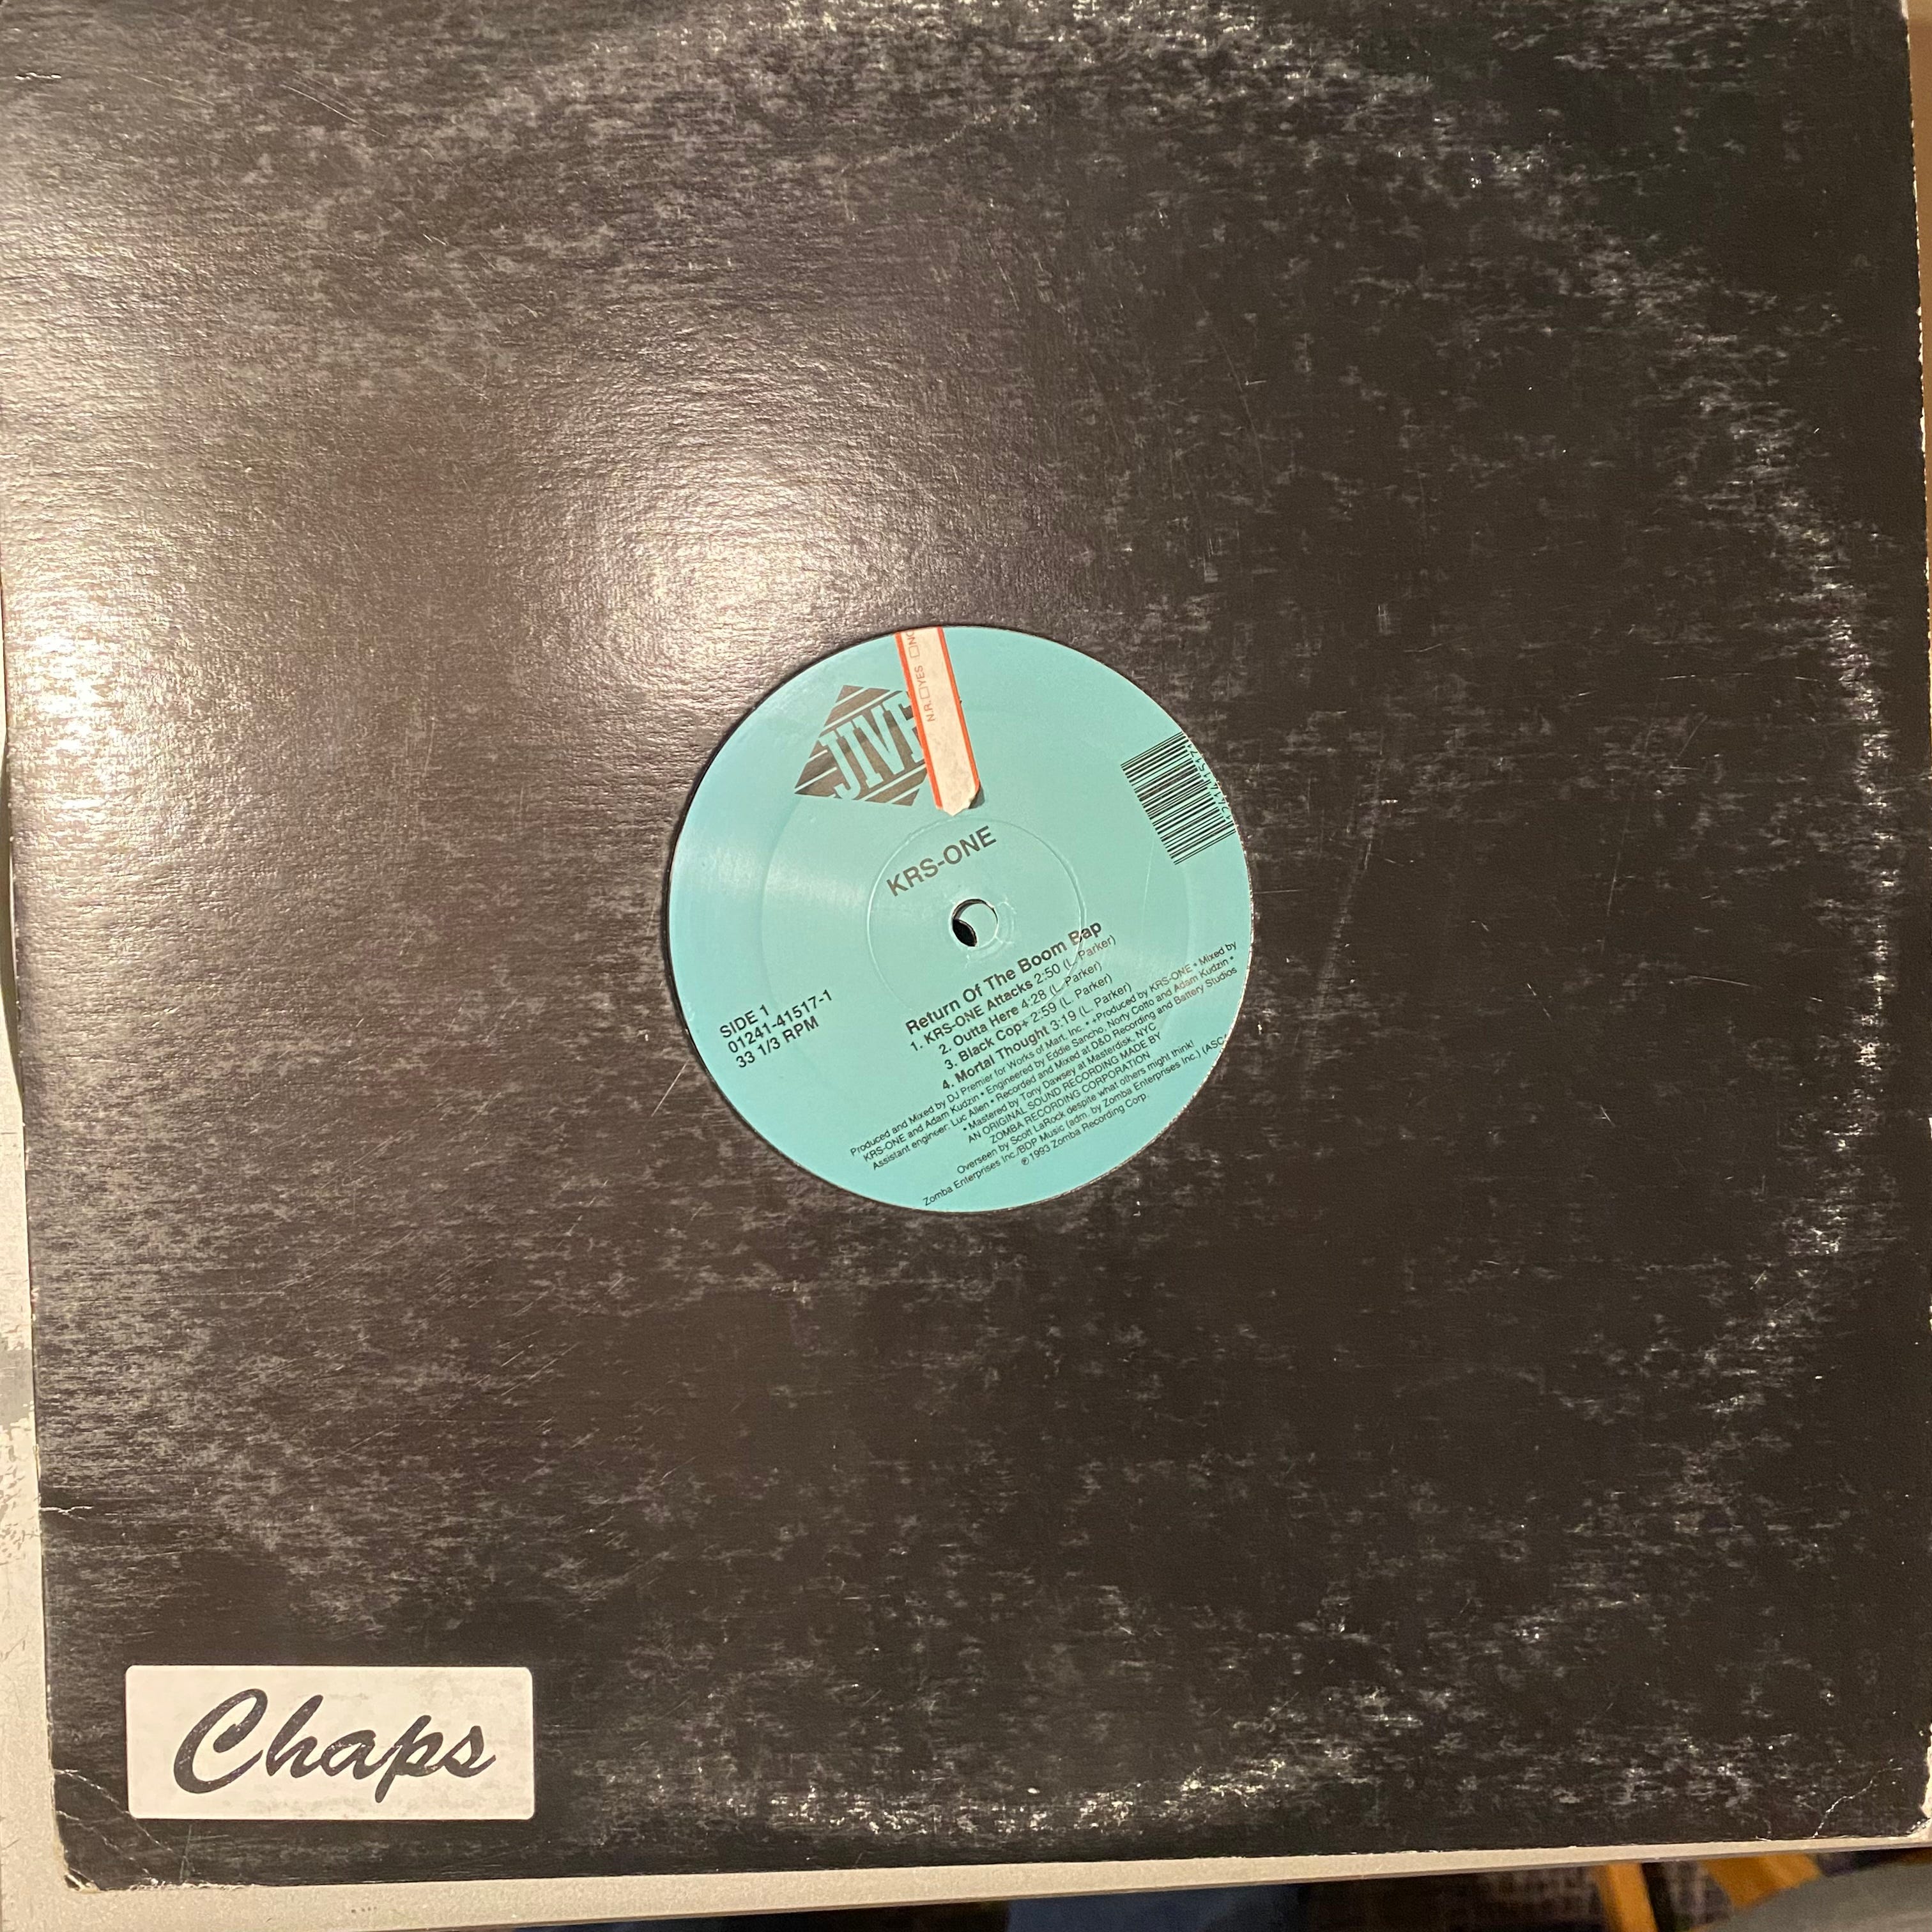 JIVE
N.R. ☐ YES ☐ NO
KRS-ONE
SIDE 1
01241-41517-1
33 1/3 RPM
Return Of The Boom Bap
1. KRS-ONE Attacks 2:50 (L. Parker)
2. Outta Here 4:28 (L. Parker)
3. Black Cop+ 2:59 (L. Parker)
4. Mortal Thought 3:19 (L. Parker)
Produced and Mixed by DJ Premier for Works of Mart, Inc. • +Produced by KRS-ONE • Mixed by
KRS-ONE and Adam Kudzin • Engineered by Eddie Sancho, Norty Cotto and Adam Kudzin •
Assistant engineer: Luc Allen • Recorded and Mixed at D&D Recording and Battery Studios
• Mastered by Tony Dawsey at Masterdisk, NYC
AN ORIGINAL SOUND RECORDING MADE BY
ZOMBA RECORDING CORPORATION
Overseen by Scott LaRock despite what others might think!
Zomba Enterprises Inc./BDP Music (adm. by Zomba Enterprises Inc.) (ASC
℗ 1993 Zomba Recording Corp.
Chaps